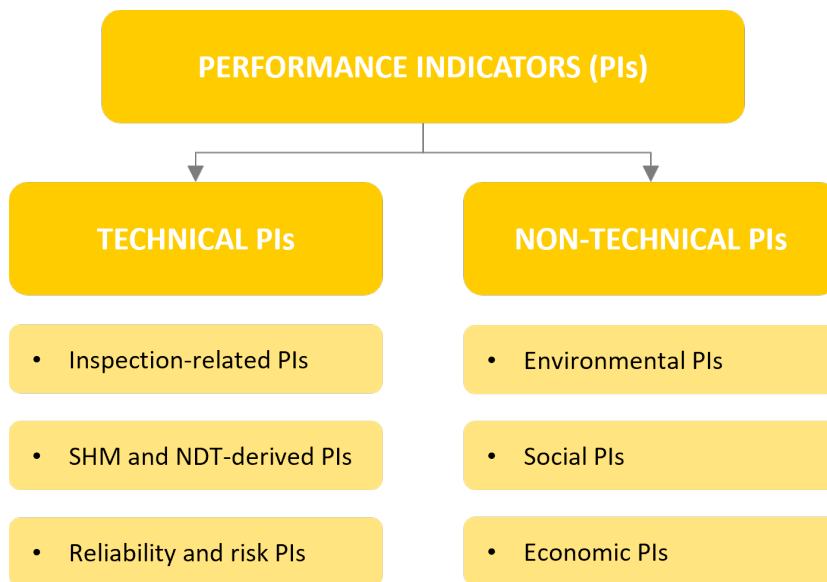 PERFORMANCE INDICATORS (PIs)
TECHNICAL PIs
• Inspection-related PIs
• SHM and NDT-derived PIs
• Reliability and risk PIs
NON-TECHNICAL PIs
• Environmental PIs
• Social PIs
• Economic PIs